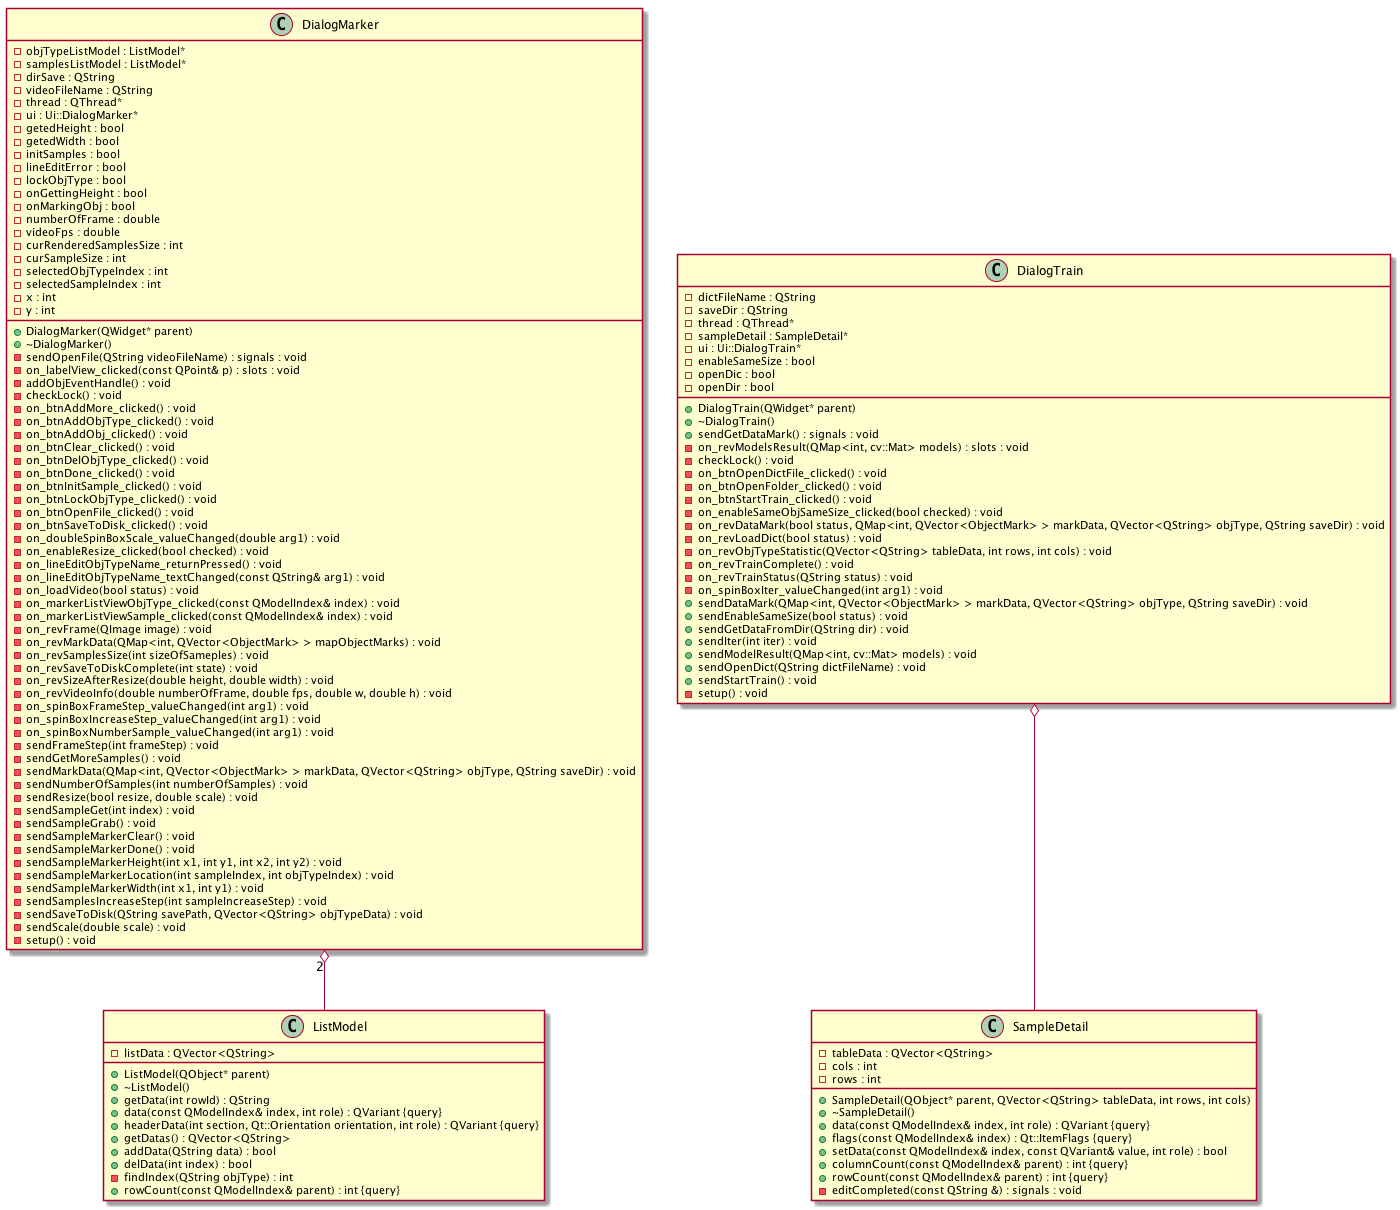 C DialogMarker
objTypeListModel : ListModel*
samplesListModel : ListModel*
dirSave : QString
videoFileName : QString
thread : QThread*
ui : Ui::DialogMarker*
getedHeight : bool
getedWidth : bool
initSamples : bool
lineEditError : bool
lockObjType : bool
onGettingHeight : bool
onMarkingObj : bool
numberOfFrame : double
videoFps : double
curRenderedSamplesSize : int
curSampleSize : int
selectedObjTypeIndex : int
selectedSampleIndex : int
x : int
y : int
DialogMarker(QWidget* parent)
~DialogMarker()
sendOpenFile(QString videoFileName) : signals : void
on_labelView_clicked(const QPoint& p) : slots : void
addObjEventHandle() : void
checkLock() : void
on_btnAddMore_clicked() : void
on_btnAddObjType_clicked() : void
on_btnAddObj_clicked() : void
on_btnClear_clicked() : void
on_btnDelObjType_clicked() : void
on_btnDone_clicked() : void
on_btnInitSample_clicked() : void
on_btnLockObjType_clicked() : void
on_btnOpenFile_clicked() : void
on_btnSaveToDisk_clicked() : void
on_doubleSpinBoxScale_valueChanged(double arg1) : void
on_enableResize_clicked(bool checked) : void
on_lineEditObjTypeName_returnPressed() : void
on_lineEditObjTypeName_textChanged(const QString& arg1) : void
on_loadVideo(bool status) : void
on_markerListViewObjType_clicked(const QModelIndex& index) : void
on_markerListViewSample_clicked(const QModelIndex& index) : void
on_revFrame(QImage image) : void
on_revMarkData(QMap<int, QVector<ObjectMark> > mapObjectMarks) : void
on_revSamplesSize(int sizeOfSameples) : void
on_revSaveToDiskComplete(int state) : void
on_revSizeAfterResize(double height, double width) : void
on_revVideoInfo(double numberOfFrame, double fps, double w, double h) : void
on_spinBoxFrameStep_valueChanged(int arg1) : void
on_spinBoxIncreaseStep_valueChanged(int arg1) : void
on_spinBoxNumberSample_valueChanged(int arg1) : void
sendFrameStep(int frameStep) : void
sendGetMoreSamples() : void
sendMarkData(QMap<int, QVector<ObjectMark> > markData, QVector<QString> objType, QString saveDir) : void
sendNumberOfSamples(int numberOfSamples) : void
sendResize(bool resize, double scale) : void
sendSampleGet(int index) : void
sendSampleGrab() : void
sendSampleMarkerClear() : void
sendSampleMarkerDone() : void
sendSampleMarkerHeight(int x1, int y1, int x2, int y2) : void
sendSampleMarkerLocation(int sampleIndex, int objTypeIndex) : void
sendSampleMarkerWidth(int x1, int y1) : void
sendSamplesIncreaseStep(int sampleIncreaseStep) : void
sendSaveToDisk(QString savePath, QVector<QString> objTypeData) : void
sendScale(double scale) : void
setup() : void
C DialogTrain
dictFileName : QString
saveDir : QString
thread : QThread*
sampleDetail : SampleDetail*
ui : Ui::DialogTrain*
enableSameSize : bool
openDic : bool
openDir : bool
DialogTrain(QWidget* parent)
~DialogTrain()
sendGetDataMark() : signals : void
on_revModelsResult(QMap<int, cv::Mat> models) : slots : void
checkLock() : void
on_btnOpenDictFile_clicked() : void
on_btnOpenFolder_clicked() : void
on_btnStartTrain_clicked() : void
on_enableSameObjSameSize_clicked(bool checked) : void
on_revDataMark(bool status, QMap<int, QVector<ObjectMark> > markData, QVector<QString> objType, QString saveDir) : void
on_revLoadDict(bool status) : void
on_revObjTypeStatistic(QVector<QString> tableData, int rows, int cols) : void
on_revTrainComplete() : void
on_revTrainStatus(QString status) : void
on_spinBoxIter_valueChanged(int arg1) : void
sendDataMark(QMap<int, QVector<ObjectMark> > markData, QVector<QString> objType, QString saveDir) : void
sendEnableSameSize(bool status) : void
sendGetDataFromDir(QString dir) : void
sendIter(int iter) : void
sendModelResult(QMap<int, cv::Mat> models) : void
sendOpenDict(QString dictFileName) : void
sendStartTrain() : void
setup() : void
2
C ListModel
listData : QVector<QString>
ListModel(QObject* parent)
~ListModel()
getData(int rowId) : QString
data(const QModelIndex& index, int role) : QVariant {query}
headerData(int section, Qt::Orientation orientation, int role) : QVariant {query}
getDatas() : QVector<QString>
addData(QString data) : bool
delData(int index) : bool
findIndex(QString objType) : int
rowCount(const QModelIndex& parent) : int {query}
C SampleDetail
tableData : QVector<QString>
cols : int
rows : int
SampleDetail(QObject* parent, QVector<QString> tableData, int rows, int cols)
~SampleDetail()
data(const QModelIndex& index, int role) : QVariant {query}
flags(const QModelIndex& index) : Qt::ItemFlags {query}
setData(const QModelIndex& index, const QVariant& value, int role) : bool
columnCount(const QModelIndex& parent) : int {query}
rowCount(const QModelIndex& parent) : int {query}
editCompleted(const QString &) : signals : void